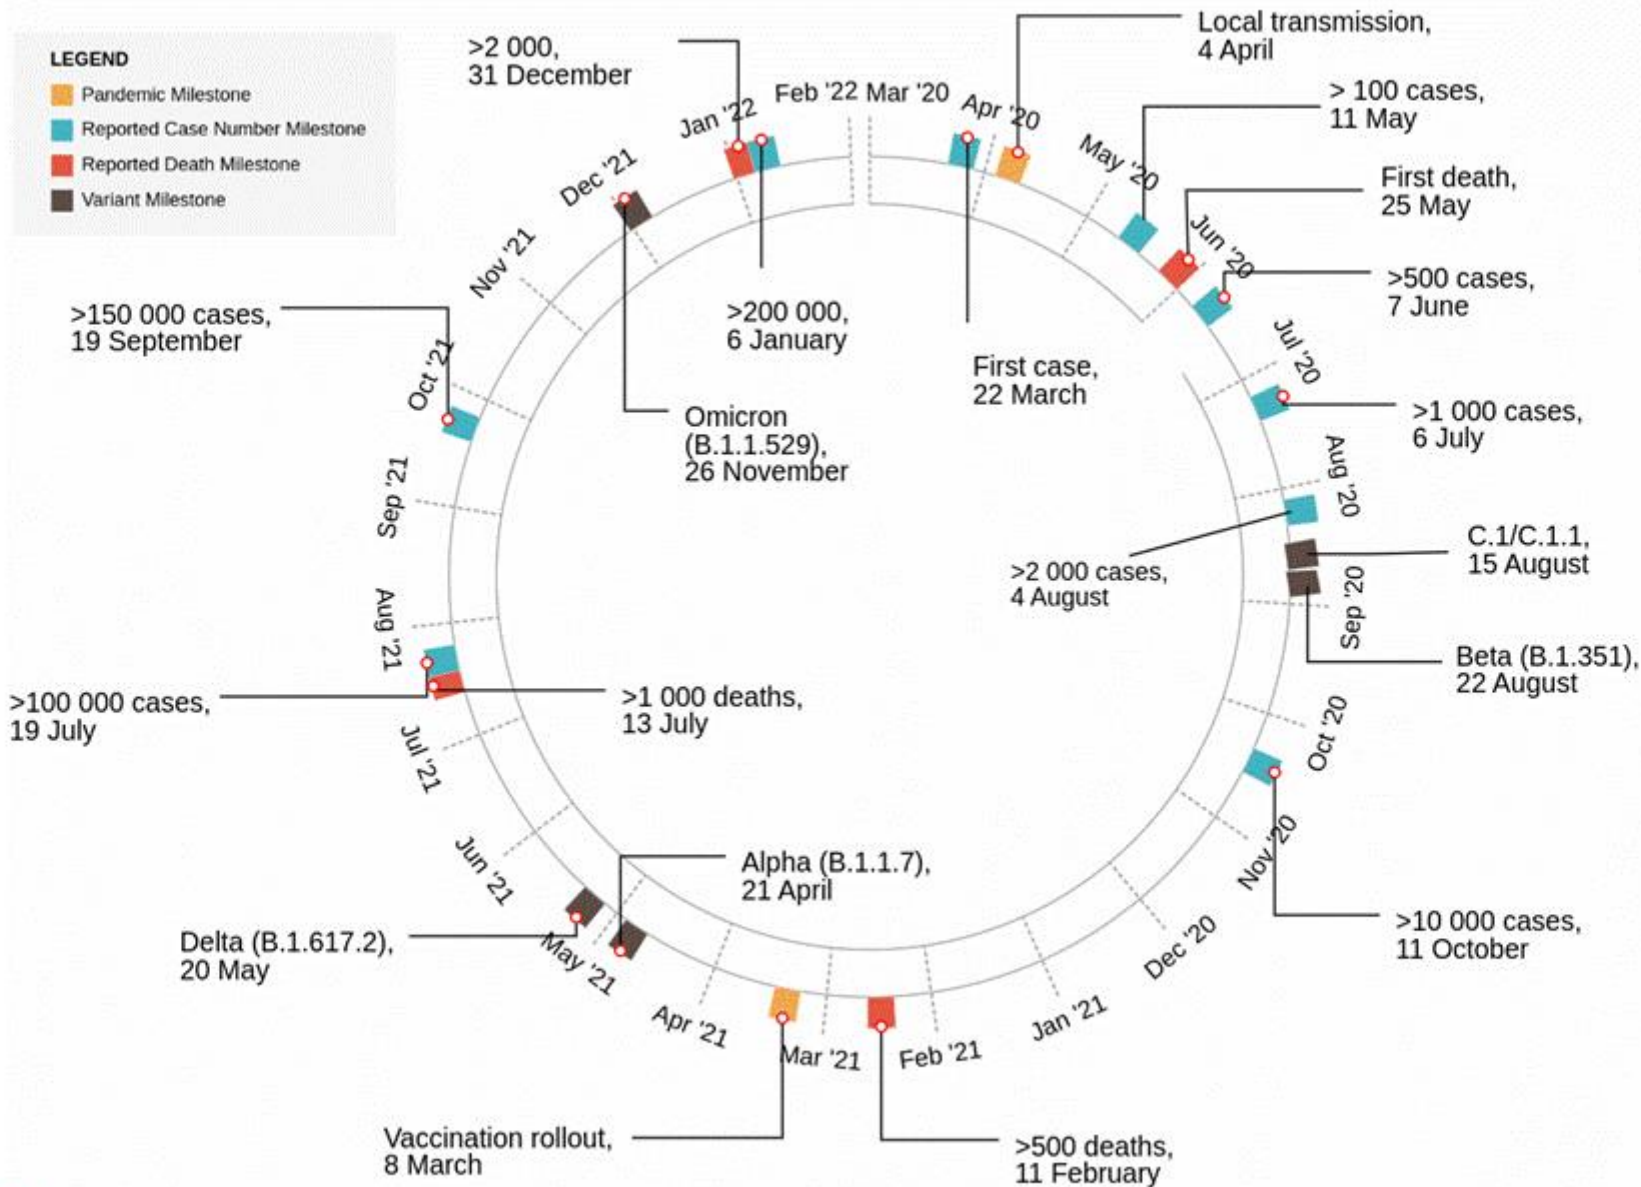 LEGEND
Pandemic Milestone
Reported Case Number Milestone
Reported Death Milestone
Variant Milestone
>2 000,
31 December
Local transmission,
4 April
> 100 cases,
11 May
First death,
25 May
>500 cases,
7 June
>1 000 cases,
6 July
>2 000 cases,
4 August
C.1/C.1.1,
15 August
Beta (B.1.351),
22 August
>10 000 cases,
11 October
>500 deaths,
11 February
Vaccination rollout,
8 March
Alpha (B.1.1.7),
21 April
Delta (B.1.617.2),
20 May
>1 000 deaths,
13 July
>100 000 cases,
19 July
>150 000 cases,
19 September
Omicron
(B.1.1.529),
26 November
>200 000,
6 January
First case,
22 March
Mar '20
Apr '20
May '20
Jun '20
Jul '20
Aug '20
Sep '20
Oct '20
Nov '20
Dec '20
Jan '21
Feb '21
Mar '21
Apr '21
May '21
Jun '21
Jul '21
Aug '21
Sep '21
Oct '21
Nov '21
Dec '21
Jan '22
Feb '22